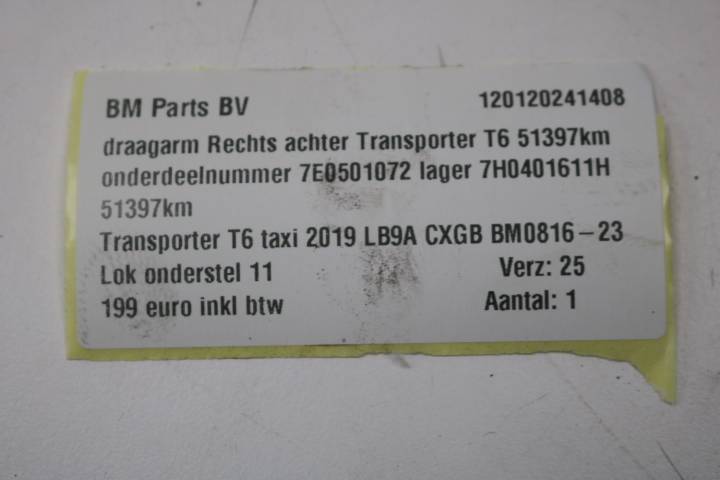 BM Parts BV 120120241408
draagarm Rechts achter Transporter T6 51397km
onderdeelnummer 7E0501072 lager 7H0401611H
51397km
Transporter T6 taxi 2019 LB9A CXGB BM0816-23
Lok onderstel 11 Verz: 25
199 euro inkl btw Aantal: 1